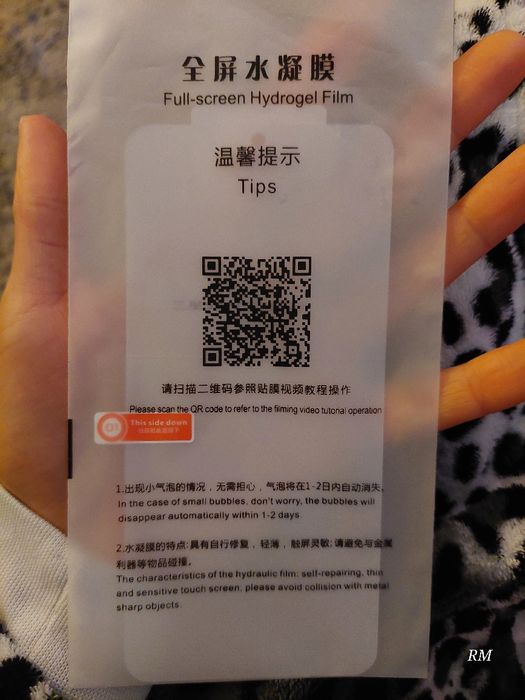 全屏水凝膜
Full-screen Hydrogel Film
温馨提示
Tips
请扫描二维码参照贴膜视频教程操作
Please scan the QR code to refer to the filming video tutorial operation
This side down
1.出现小气泡的情况，无需担心，气泡将在1-2日内自动消失。
In the case of small bubbles, don't worry, the bubbles will
disappear automatically within 1-2 days.
2.水凝膜的特点:具有自行修复，轻薄，触屏灵敏;请避免与金属
利器等物品碰撞。
The characteristics of the hydraulic film: self-repairing, thin
and sensitive touch screen; please avoid collision with metal
sharp objects.
RM